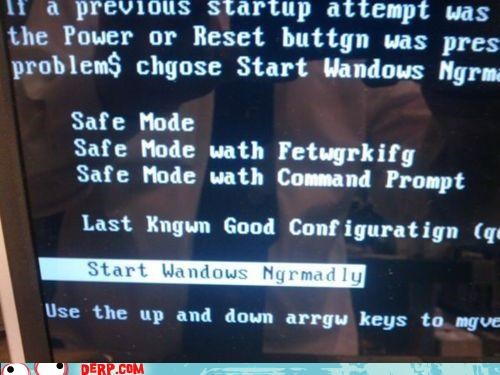 If a previous startup attempt was
the Power or Reset buttgn was pres
problem$ chgose Start Wandows Ngrma
Safe Mode
Safe Mode wath Fetwgrkifg
Safe Mode wath Command Prompt
Last Kngwn Good Configuratign (q
Start Wandows Ngrmadly
Use the up and down arrgw keys to mgve
DERP.COM